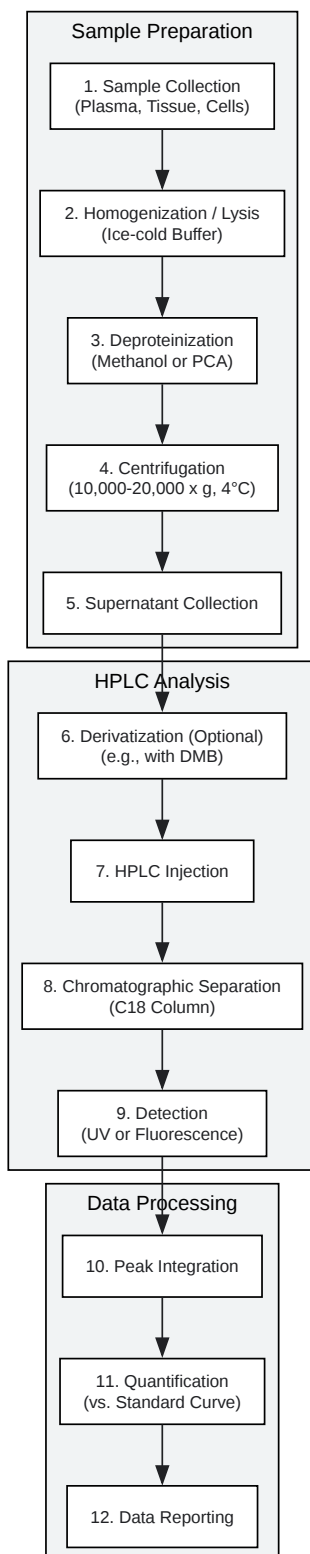 Sample Preparation
1. Sample Collection
(Plasma, Tissue, Cells)
2. Homogenization / Lysis
(Ice-cold Buffer)
3. Deproteinization
(Methanol or PCA)
4. Centrifugation
(10,000-20,000 x g, 4°C)
5. Supernatant Collection
HPLC Analysis
6. Derivatization (Optional)
(e.g., with DMB)
7. HPLC Injection
8. Chromatographic Separation
(C18 Column)
9. Detection
(UV or Fluorescence)
Data Processing
10. Peak Integration
11. Quantification
(vs. Standard Curve)
12. Data Reporting